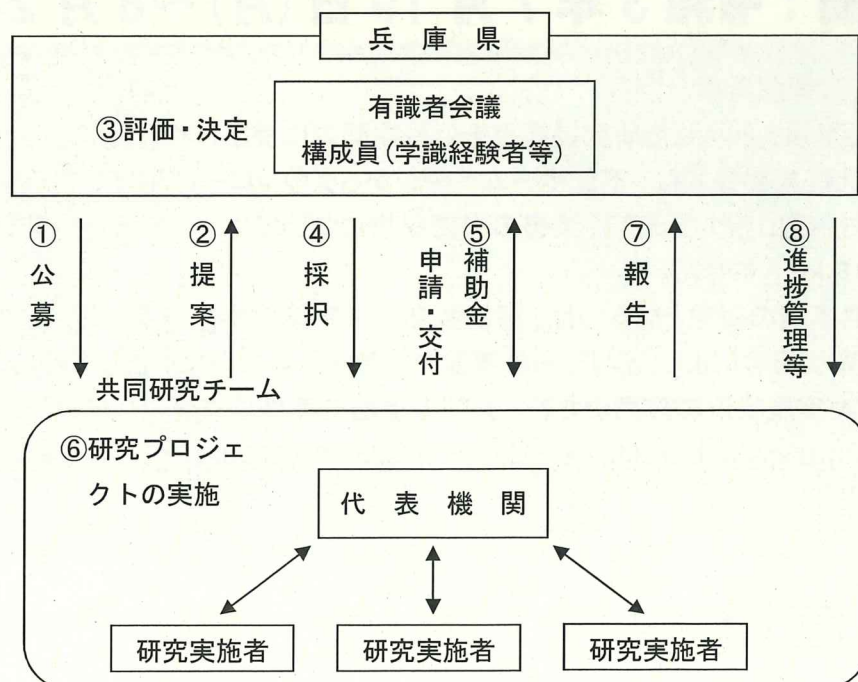 兵庫県
③評価・決定
有識者会議
構成員(学識経験者等)
①公募
②提案
④採択
⑤補助金
申請・交付
⑦報告
⑧進捗管理等
共同研究チーム
⑥研究プロジェ
クトの実施
代表機関
研究実施者
研究実施者
研究実施者